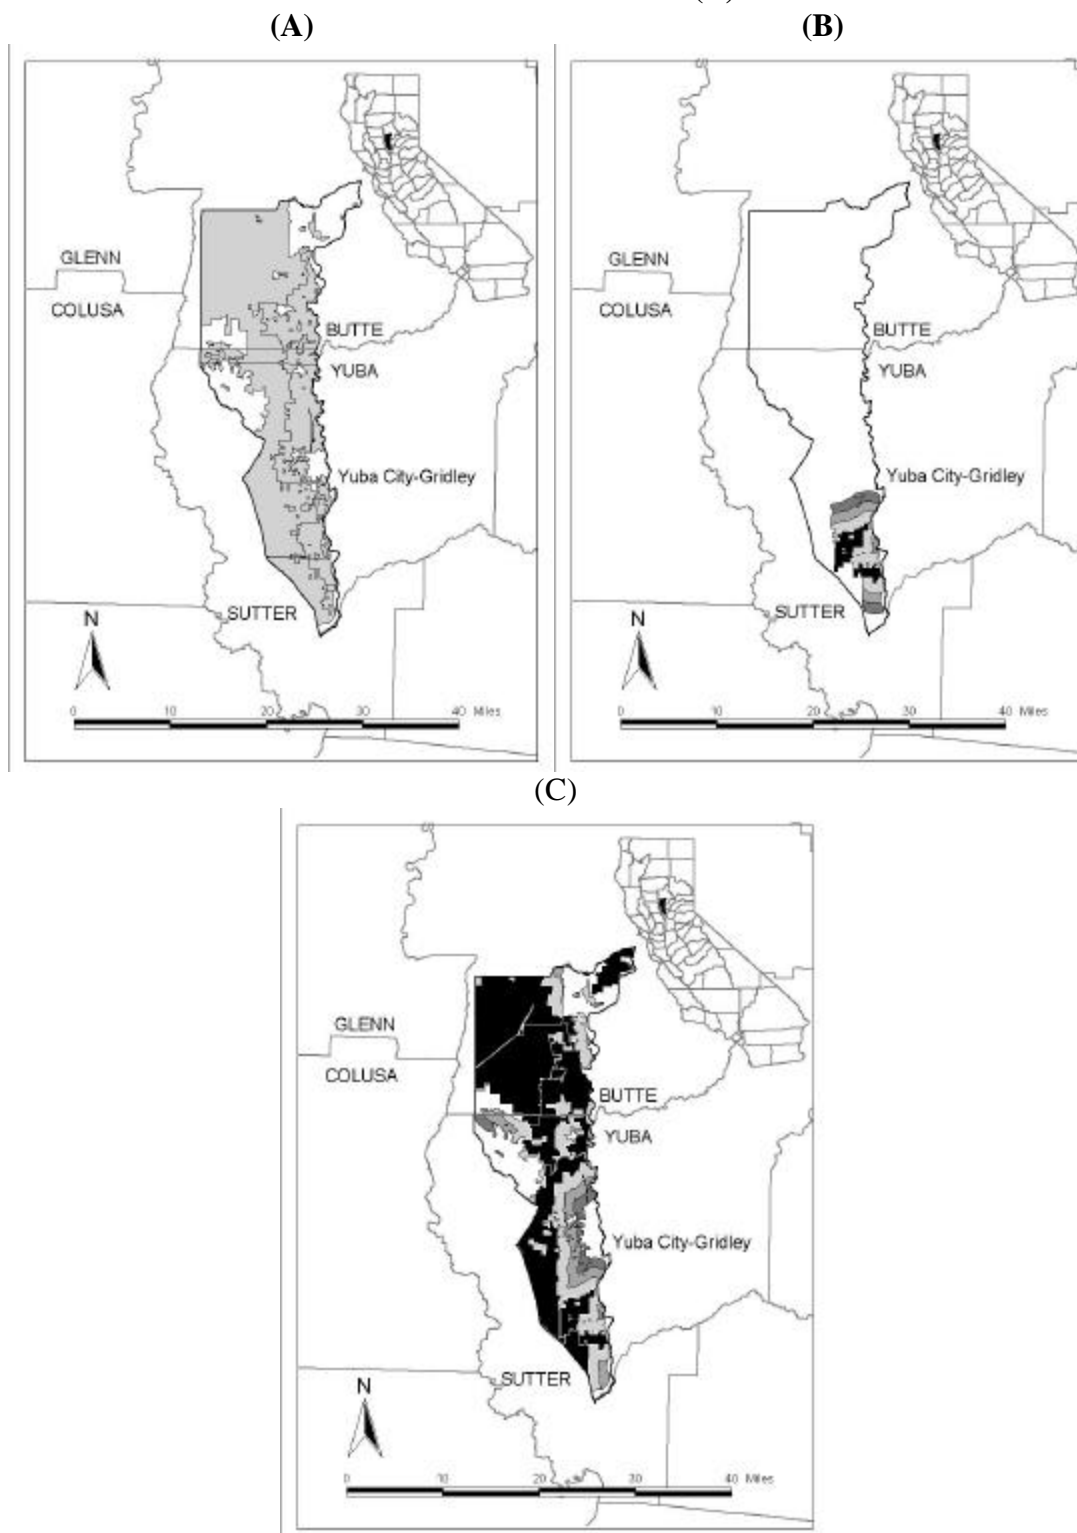 (A)
(B)
GLENN
COLUSA
BUTTE
YUBA
Yuba City-Gridley
SUTTER
N
0 10 20 30 40 Miles
GLENN
COLUSA
BUTTE
YUBA
Yuba City-Gridley
SUTTER
N
0 10 20 30 40 Miles
(C)
GLENN
COLUSA
BUTTE
YUBA
Yuba City-Gridley
SUTTER
N
0 10 20 30 40 Miles